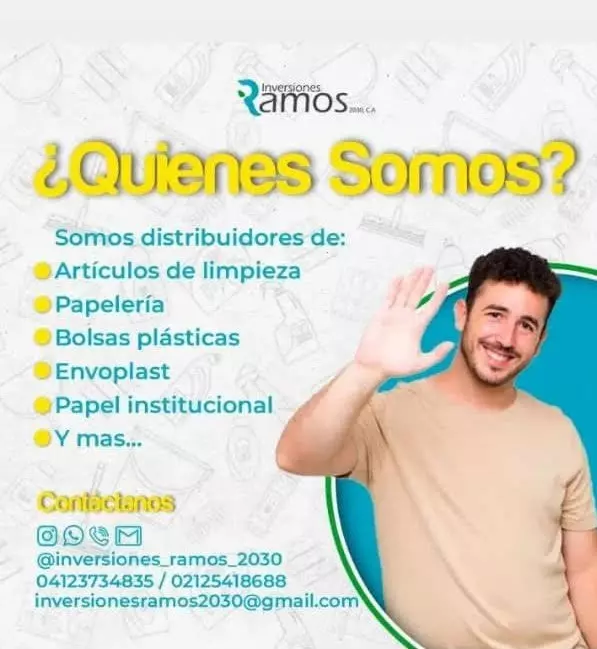 Inversiones
Ramos
2030, C.A
¿Quienes Somos?
Somos distribuidores de:
Artículos de limpieza
Papelería
Bolsas plásticas
Envoplast
Papel institucional
Y mas...
Contáctanos
@inversiones_ramos_2030
04123734835 / 02125418688
inversionesramos2030@gmail.com